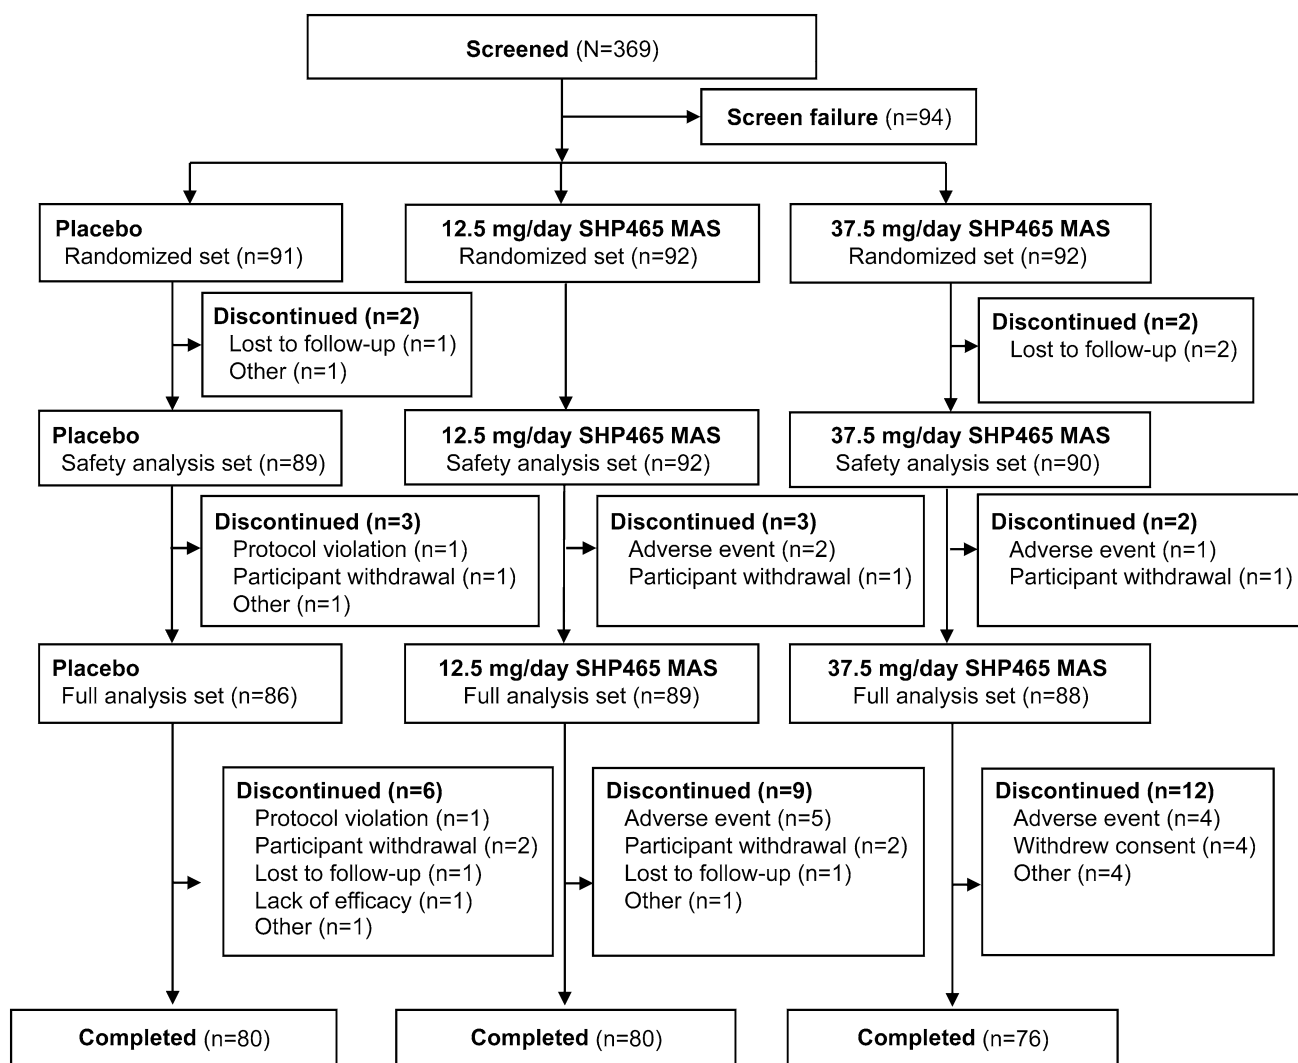 Screened (N=369)
Screen failure (n=94)
Placebo
Randomized set (n=91)
12.5 mg/day SHP465 MAS
Randomized set (n=92)
37.5 mg/day SHP465 MAS
Randomized set (n=92)
Discontinued (n=2)
Lost to follow-up (n=1)
Other (n=1)
Discontinued (n=2)
Lost to follow-up (n=2)
Placebo
Safety analysis set (n=89)
12.5 mg/day SHP465 MAS
Safety analysis set (n=92)
37.5 mg/day SHP465 MAS
Safety analysis set (n=90)
Discontinued (n=3)
Protocol violation (n=1)
Participant withdrawal (n=1)
Other (n=1)
Discontinued (n=3)
Adverse event (n=2)
Participant withdrawal (n=1)
Discontinued (n=2)
Adverse event (n=1)
Participant withdrawal (n=1)
Placebo
Full analysis set (n=86)
12.5 mg/day SHP465 MAS
Full analysis set (n=89)
37.5 mg/day SHP465 MAS
Full analysis set (n=88)
Discontinued (n=6)
Protocol violation (n=1)
Participant withdrawal (n=2)
Lost to follow-up (n=1)
Lack of efficacy (n=1)
Other (n=1)
Discontinued (n=9)
Adverse event (n=5)
Participant withdrawal (n=2)
Lost to follow-up (n=1)
Other (n=1)
Discontinued (n=12)
Adverse event (n=4)
Withdrew consent (n=4)
Other (n=4)
Completed (n=80)
Completed (n=80)
Completed (n=76)